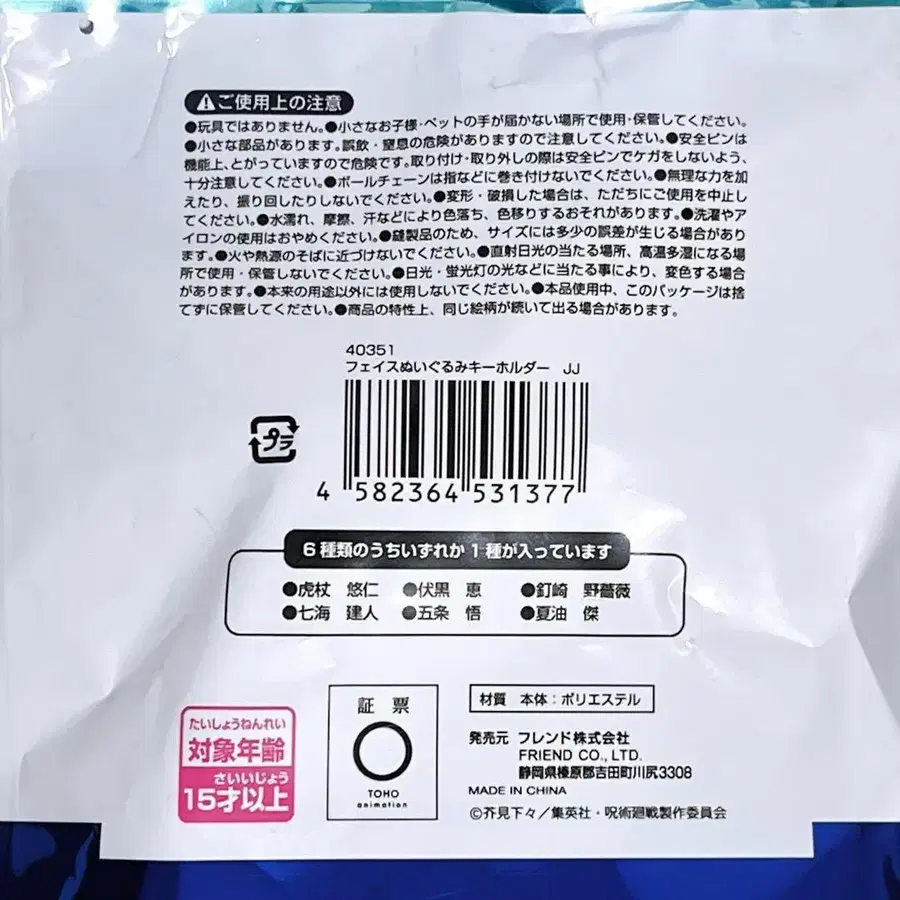 ⚠ご使用上の注意
●玩具ではありません。●小さなお子様・ペットの手が届かない場所で使用・保管してください。
●小さな部品があります。誤飲・窒息の危険がありますので注意してください。●安全ピンは
機能上、とがっていますので危険です。取り付け・取り外しの際は安全ピンでケガをしないよう、
十分注意してください。●ボールチェーンは指などに巻き付けないでください。●無理な力を加
えたり、振り回したりしないでください。●変形・破損した場合は、ただちにご使用を中止し
てください。●水濡れ、摩擦、汗などにより色落ち、色移りするおそれがあります。●洗濯やア
イロンの使用はおやめください。●縫製品のため、サイズには多少の誤差が生じる場合があり
ます。●火や熱源のそばに近づけないでください。●直射日光の当たる場所、高温多湿になる場
所で使用・保管しないでください。●日光・蛍光灯の光などに当たる事により、変色する場合
があります。●本来の用途以外には使用しないでください。●本品使用中、このパッケージは捨
てずに保管してください。●商品の特性上、同じ絵柄が続いて出る場合があります。
40351
フェイスぬいぐるみキーホルダー JJ
プラ
4 582364 531377
6種類のうちいずれか1種が入っています
●虎杖 悠仁 ●伏黒 恵 ●釘崎 野薔薇
●七海 建人 ●五条 悟 ●夏油 傑
たいしょうねんれい
対象年齢
さいいじょう
15才以上
証票
TOHO
animation
材質 本体：ポリエステル
発売元 フレンド株式会社
FRIEND CO., LTD.
静岡県榛原郡吉田町川尻3308
MADE IN CHINA
©芥見下々／集英社・呪術廻戦製作委員会